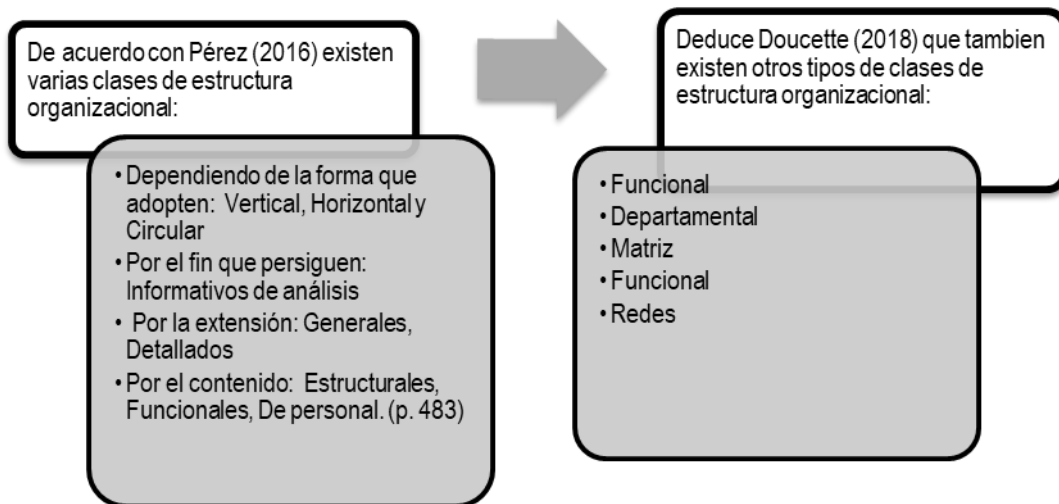 De acuerdo con Pérez (2016) existen
varias clases de estructura
organizacional:
• Dependiendo de la forma que
adopten: Vertical, Horizontal y
Circular
• Por el fin que persiguen:
Informativos de análisis
• Por la extensión: Generales,
Detallados
• Por el contenido: Estructurales,
Funcionales, De personal. (p. 483)
Deduce Doucette (2018) que tambien
existen otros tipos de clases de
estructura organizacional:
• Funcional
• Departamental
• Matriz
• Funcional
• Redes